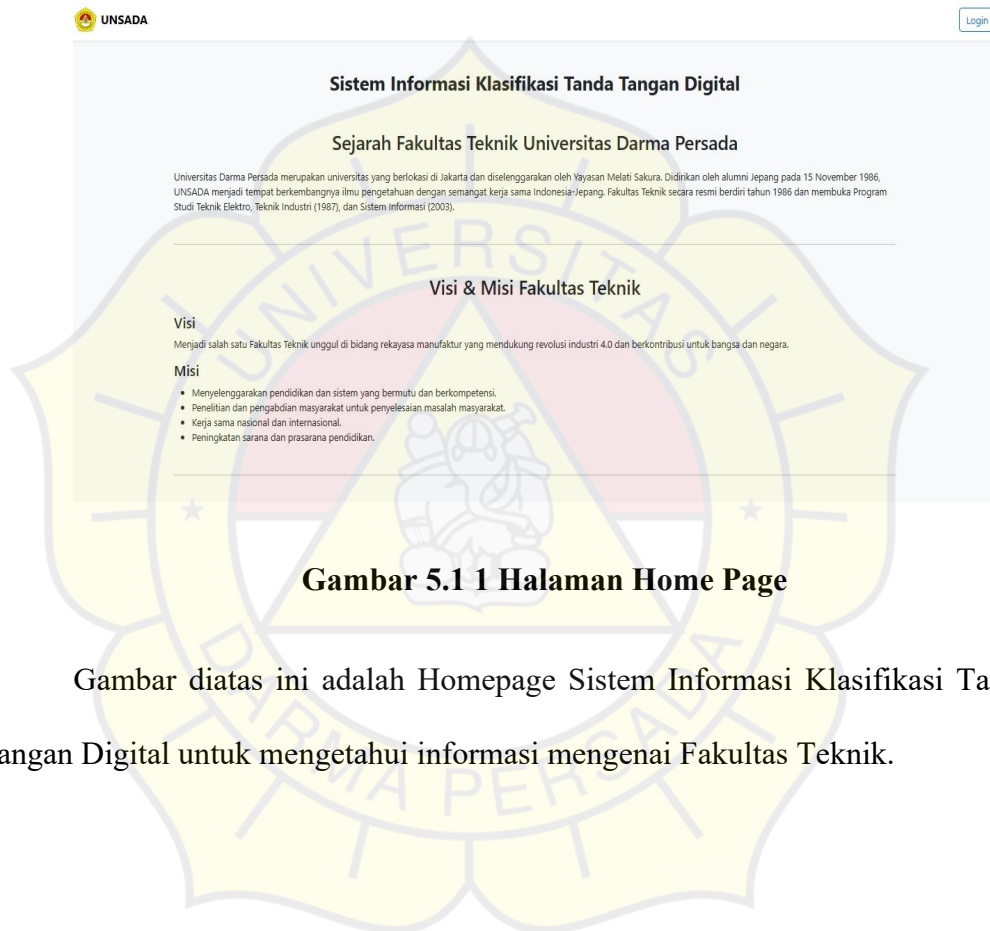 UNSADA
Login
Sistem Informasi Klasifikasi Tanda Tangan Digital
Sejarah Fakultas Teknik Universitas Darma Persada
Universitas Darma Persada merupakan universitas yang berlokasi di Jakarta dan diselenggarakan oleh Yayasan Melati Sakura. Didirikan oleh alumni Jepang pada 15 November 1986,
UNSADA menjadi tempat berkembangnya ilmu pengetahuan dengan semangat kerja sama Indonesia-Jepang. Fakultas Teknik secara resmi berdiri tahun 1986 dan membuka Program
Studi Teknik Elektro, Teknik Industri (1987), dan Sistem Informasi (2003).
Visi & Misi Fakultas Teknik
Visi
Menjadi salah satu Fakultas Teknik unggul di bidang rekayasa manufaktur yang mendukung revolusi industri 4.0 dan berkontribusi untuk bangsa dan negara.
Misi
• Menyelenggarakan pendidikan dan sistem yang bermutu dan berkompetensi.
• Penelitian dan pengabdian masyarakat untuk penyelesaian masalah masyarakat.
• Kerja sama nasional dan internasional.
• Peningkatan sarana dan prasarana pendidikan.
UNIVERSITAS
DARMA PERSADA
Gambar 5.1 1 Halaman Home Page
Gambar diatas ini adalah Homepage Sistem Informasi Klasifikasi Ta
angan Digital untuk mengetahui informasi mengenai Fakultas Teknik.